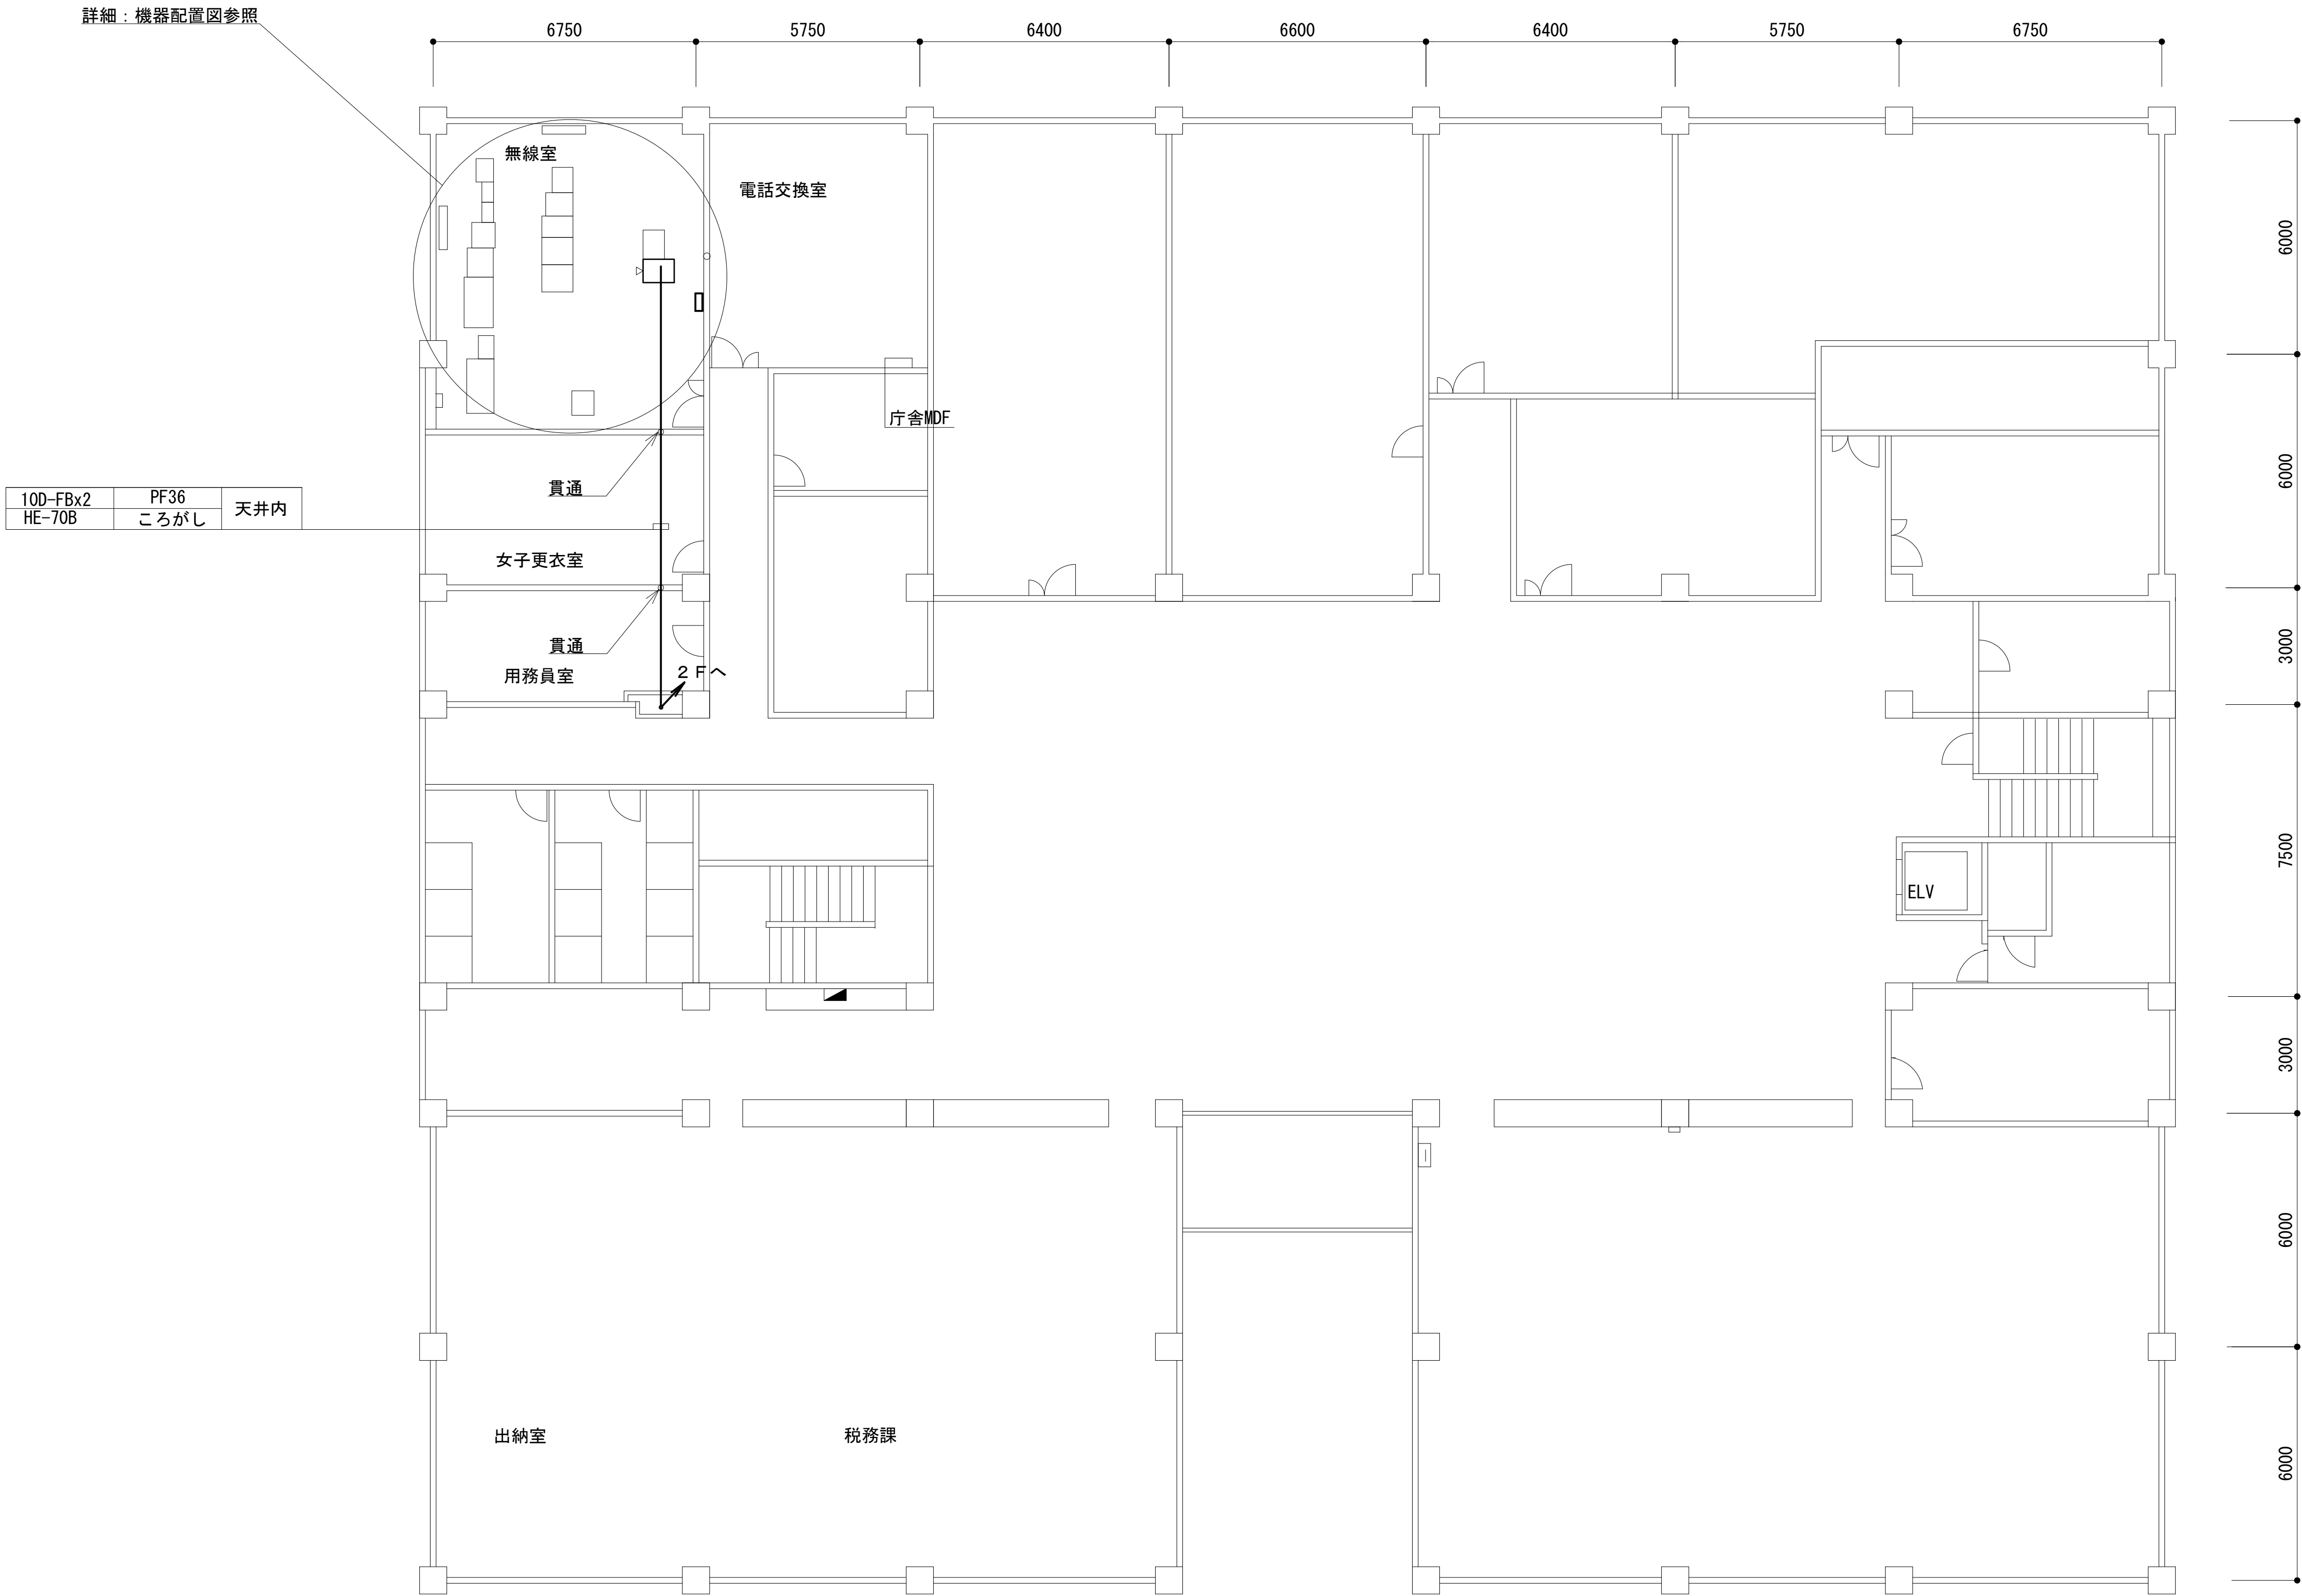 詳細：機器配置図参照
6750
5750
6400
6600
6400
5750
6750
無線室
電話交換室
6000
庁舎MDF
貫通
6000
10D-FBx2
PF36
天井内
HE-70B
ころがし
女子更衣室
貫通
3000
用務員室
２Ｆへ
7500
ELV
3000
6000
出納室
税務課
6000